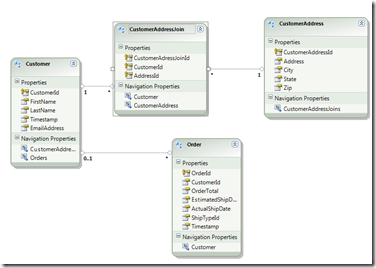 CustomerAddressJoin
Properties
CustomerAdressJoinId
CustomerId
AddressId
Navigation Properties
Customer
CustomerAddress
CustomerAddress
Properties
CustomerAddressId
Address
City
State
Zip
Navigation Properties
CustomerAddressJoins
Customer
Properties
CustomerId
FirstName
LastName
Timestamp
EmailAddress
Navigation Properties
CustomerAddre...
Orders
1
*
*
1
0..1
*
Order
Properties
OrderId
CustomerId
OrderTotal
EstimatedShipD...
ActualShipDate
ShipTypeId
Timestamp
Navigation Properties
Customer